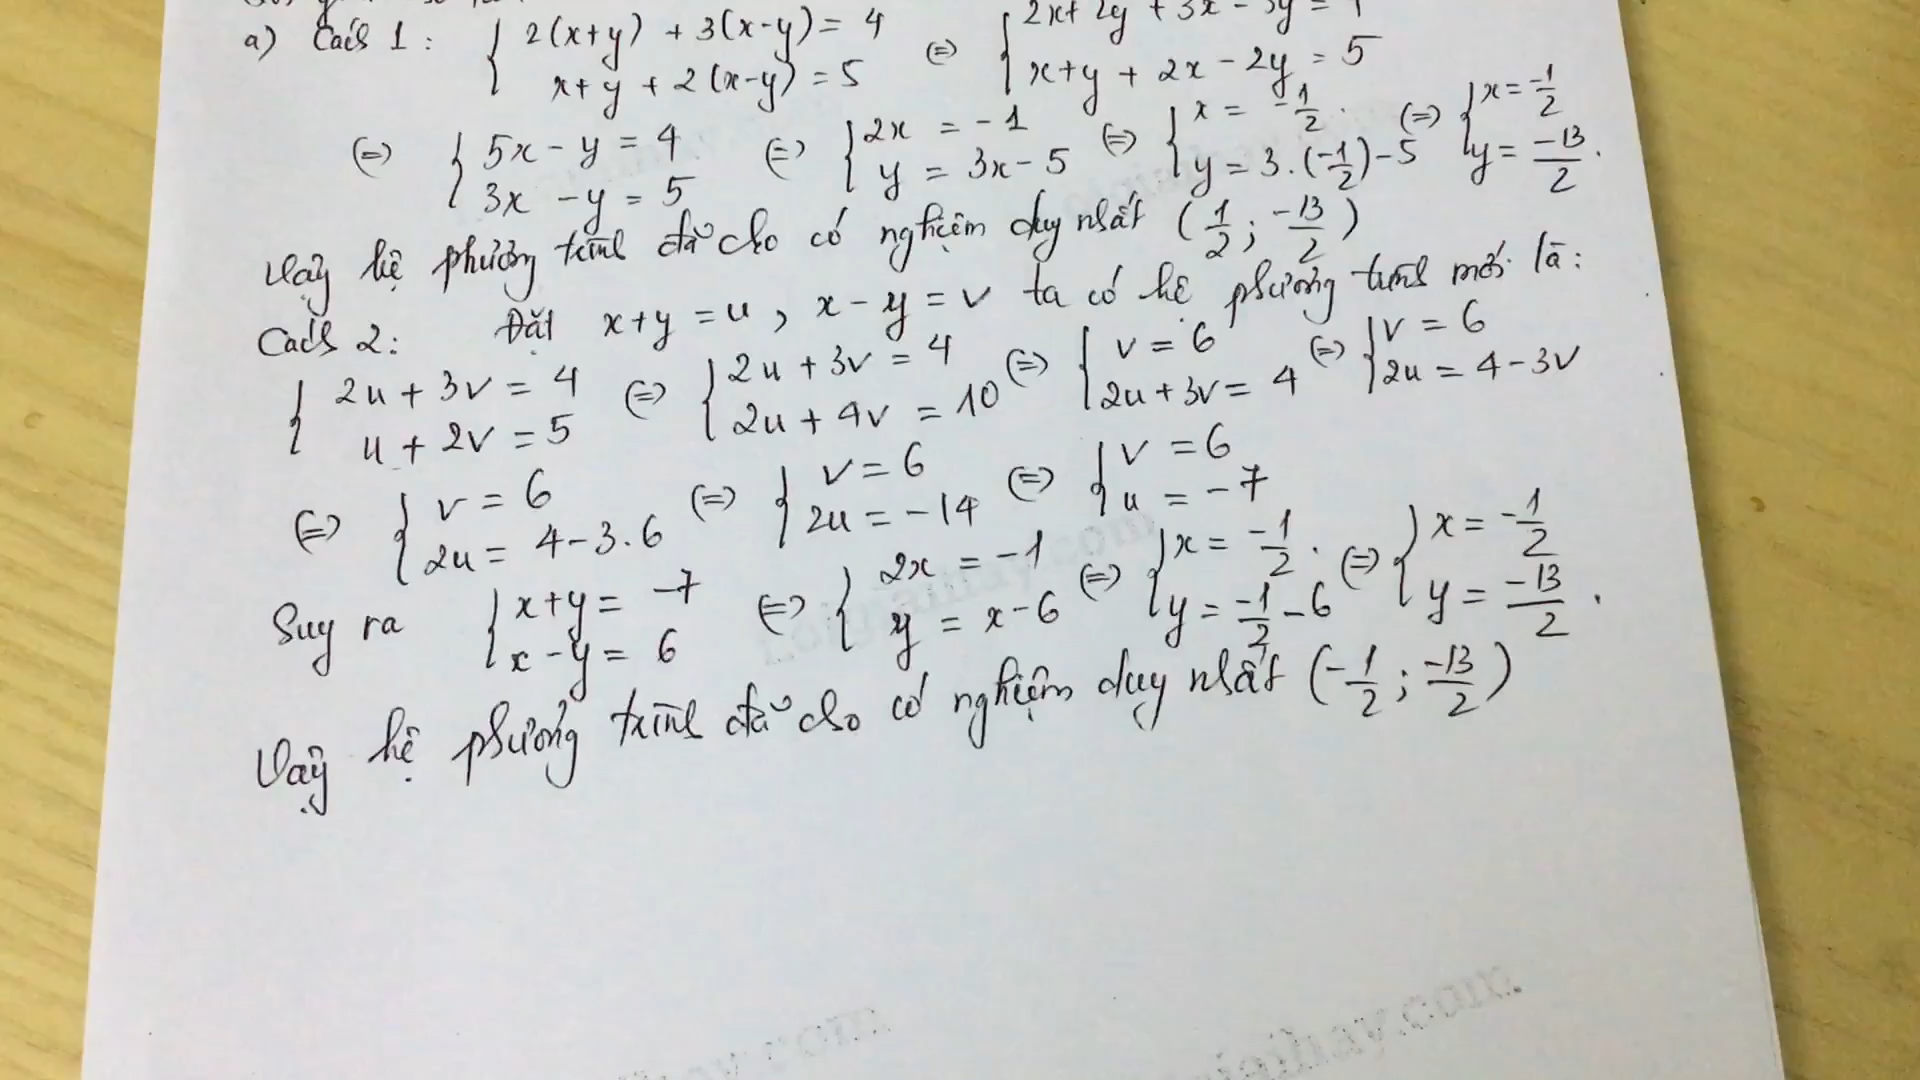 a) Cách 1: { 2(x+y) + 3(x-y) = 4 ; x+y + 2(x-y) = 5 (=) { 2x + 2y + 3x - 3y = 4 ; x+y + 2x - 2y = 5
(=) { 5x - y = 4 ; 3x - y = 5 (=) { 2x = -1 ; y = 3x - 5 (=) { x = -1/2 ; y = 3.(-1/2) - 5 (=) { x = -1/2 ; y = -13/2.
Vậy hệ phương trình đã cho có nghiệm duy nhất (1/2; -13/2)
Cách 2: Đặt x+y = u, x-y = v ta có hệ phương trình mới là:
{ 2u + 3v = 4 ; u + 2v = 5 (=) { 2u + 3v = 4 ; 2u + 4v = 10 (=) { v = 6 ; 2u + 3v = 4 (=) { v = 6 ; 2u = 4 - 3v
(=) { v = 6 ; 2u = 4 - 3.6 (=) { v = 6 ; 2u = -14 (=) { v = 6 ; u = -7
Suy ra { x+y = -7 ; x-y = 6 (=) { 2x = -1 ; y = x - 6 (=) { x = -1/2. ; y = -1/2 - 6 (=) { x = -1/2 ; y = -13/2.
Vậy hệ phương trình đã cho có nghiệm duy nhất (-1/2; -13/2)